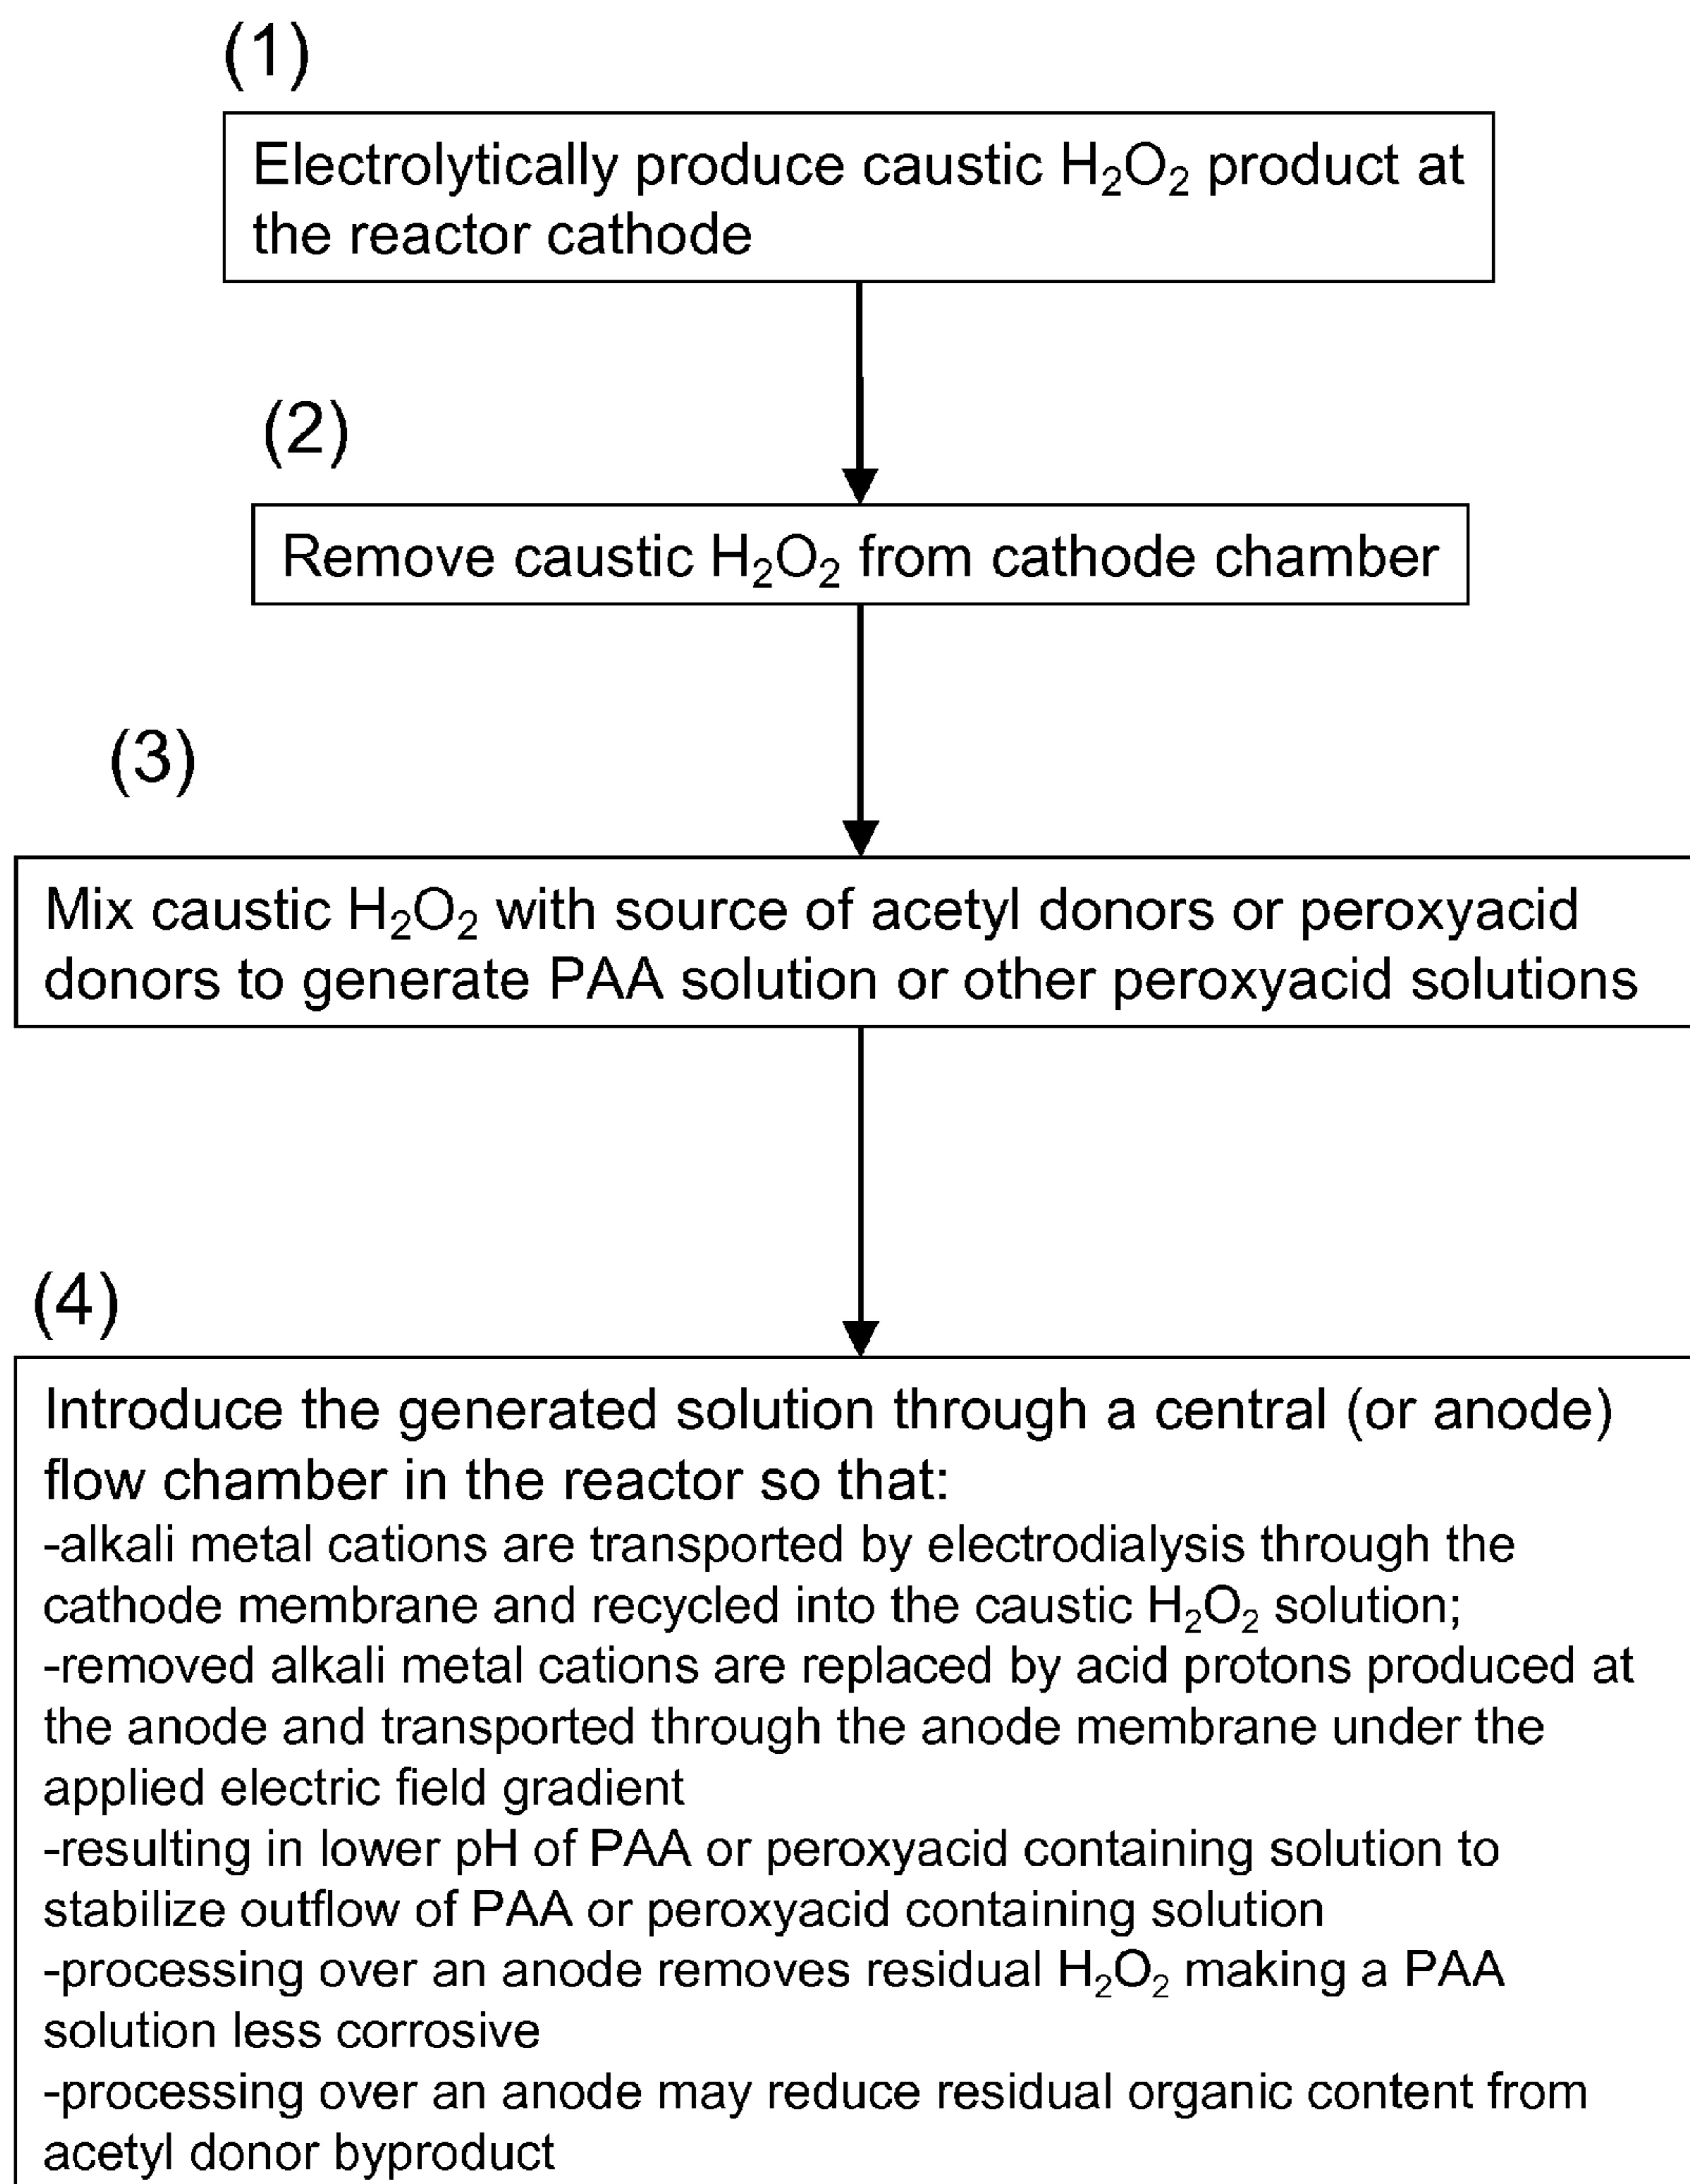 (1)
Electrolytically produce caustic H₂O₂ product at
the reactor cathode
(2)
Remove caustic H₂O₂ from cathode chamber
(3)
Mix caustic H₂O₂ with source of acetyl donors or peroxyacid
donors to generate PAA solution or other peroxyacid solutions
(4)
Introduce the generated solution through a central (or anode)
flow chamber in the reactor so that:
-alkali metal cations are transported by electrodialysis through the
cathode membrane and recycled into the caustic H₂O₂ solution;
-removed alkali metal cations are replaced by acid protons produced at
the anode and transported through the anode membrane under the
applied electric field gradient
-resulting in lower pH of PAA or peroxyacid containing solution to
stabilize outflow of PAA or peroxyacid containing solution
-processing over an anode removes residual H₂O₂ making a PAA
solution less corrosive
-processing over an anode may reduce residual organic content from
acetyl donor byproduct